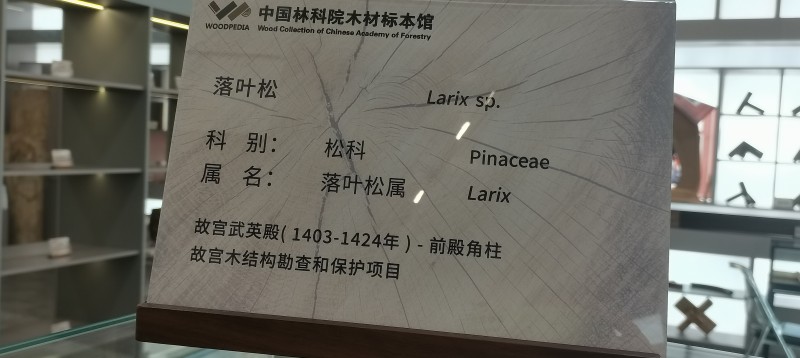 WOODPEDIA
中国林科院木材标本馆
Wood Collection of Chinese Academy of Forestry
落叶松 Larix sp.
科 别： 松科 Pinaceae
属 名： 落叶松属 Larix
故宫武英殿( 1403-1424年 ) - 前殿角柱
故宫木结构勘查和保护项目